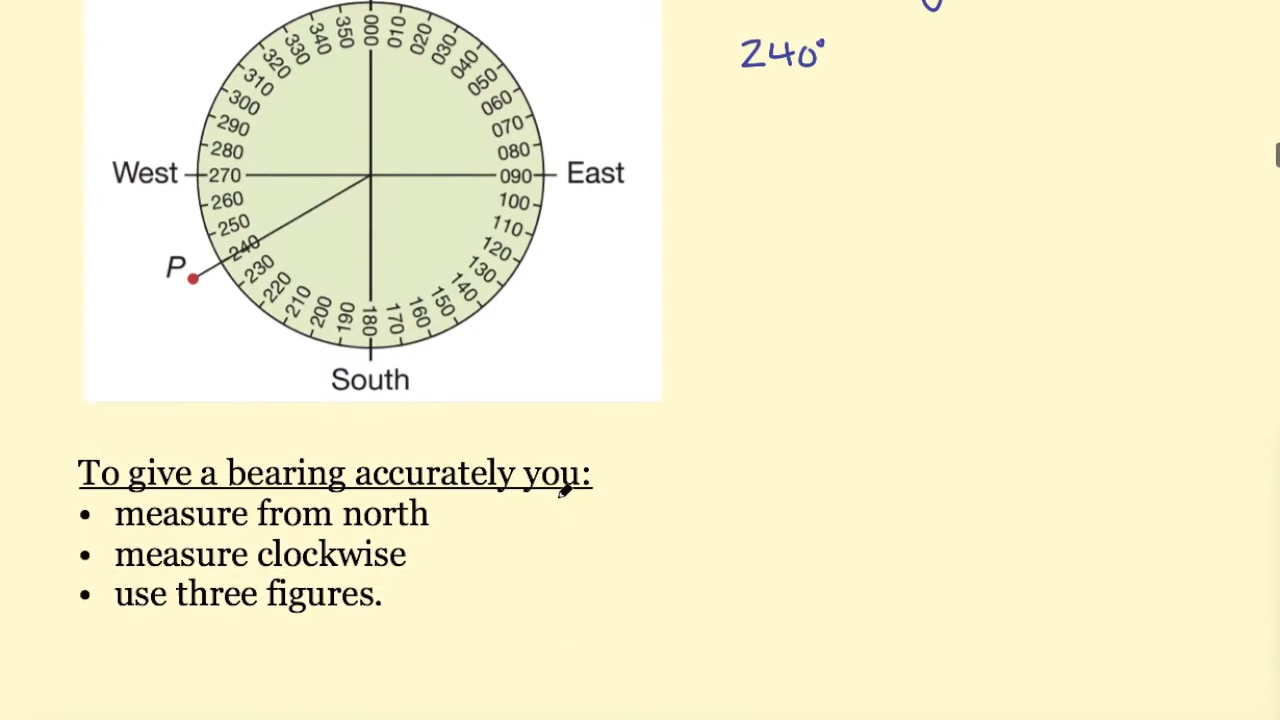 240°
000 010 020 030 040 050 060 070 080 090 100 110 120 130 140 150 160 170 180 190 200 210 220 230 240 250 260 270 280 290 300 310 320 330 340 350
West
East
P
South
To give a bearing accurately you:
• measure from north
• measure clockwise
• use three figures.